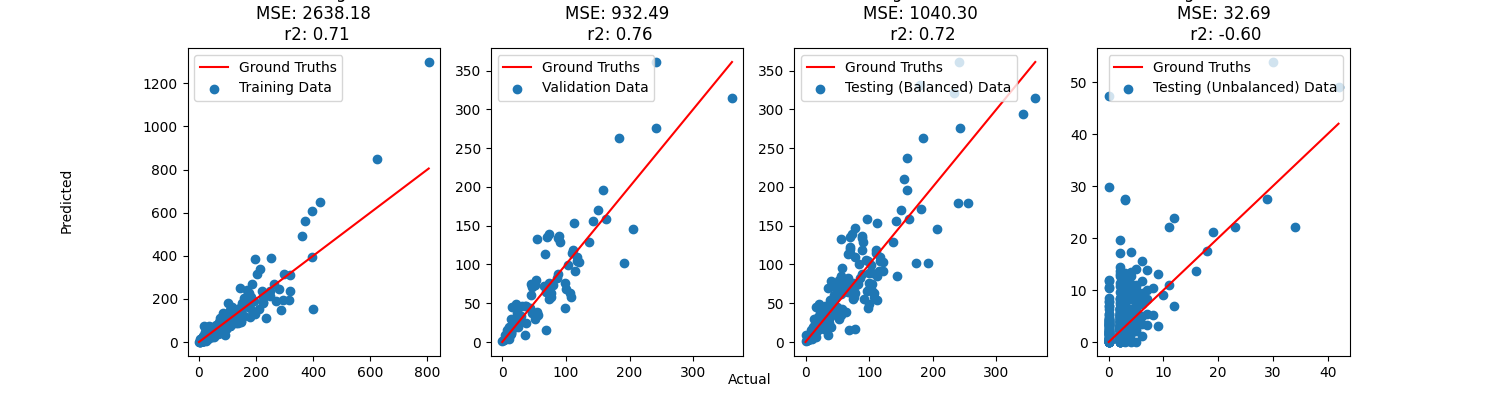 MSE: 2638.18
r2: 0.71
MSE: 932.49
r2: 0.76
MSE: 1040.30
r2: 0.72
MSE: 32.69
r2: -0.60
Predicted
Ground Truths
Training Data
1200
1000
800
600
400
200
0
0 200 400 600 800
Ground Truths
Validation Data
350
300
250
200
150
100
50
0
0 100 200 300
Ground Truths
Testing (Balanced) Data
350
300
250
200
150
100
50
0
0 100 200 300
Ground Truths
Testing (Unbalanced) Data
50
40
30
20
10
0
0 10 20 30 40
Actual